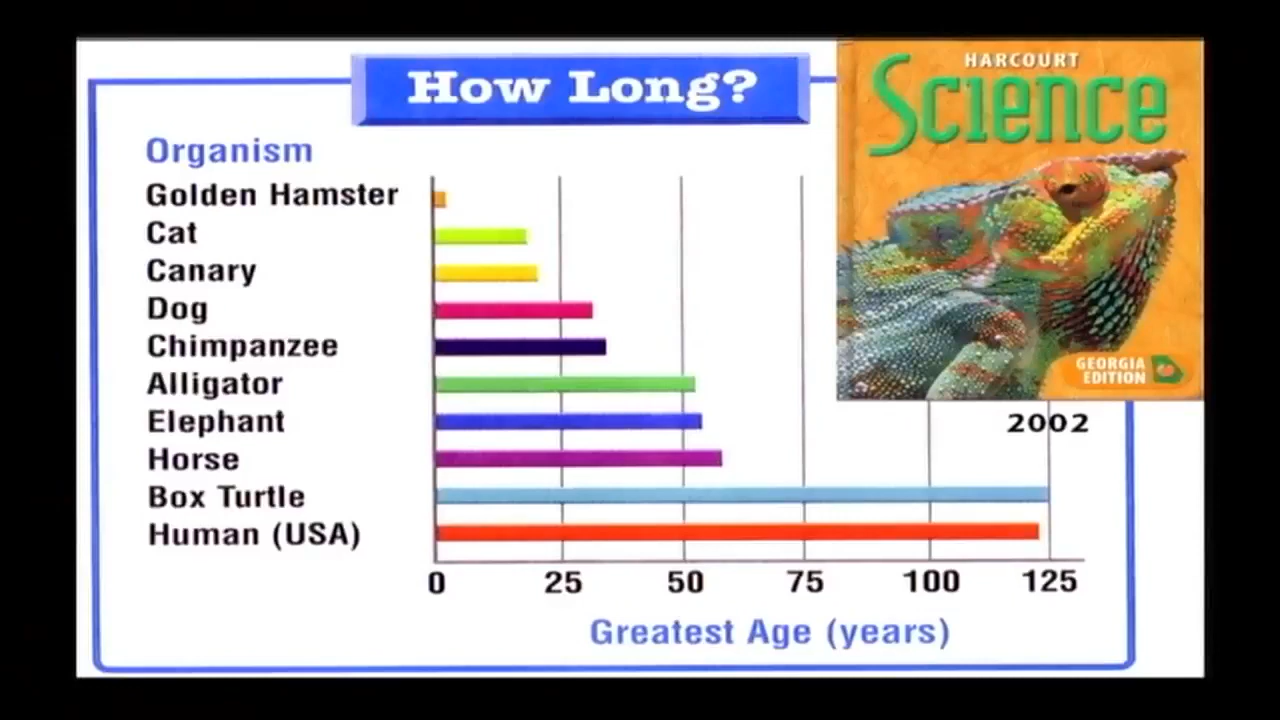 How Long?
HARCOURT
Science
Organism
Golden Hamster
Cat
Canary
Dog
Chimpanzee
Alligator
Elephant
Horse
Box Turtle
Human (USA)
GEORGIA
EDITION
2002
0 25 50 75 100 125
Greatest Age (years)